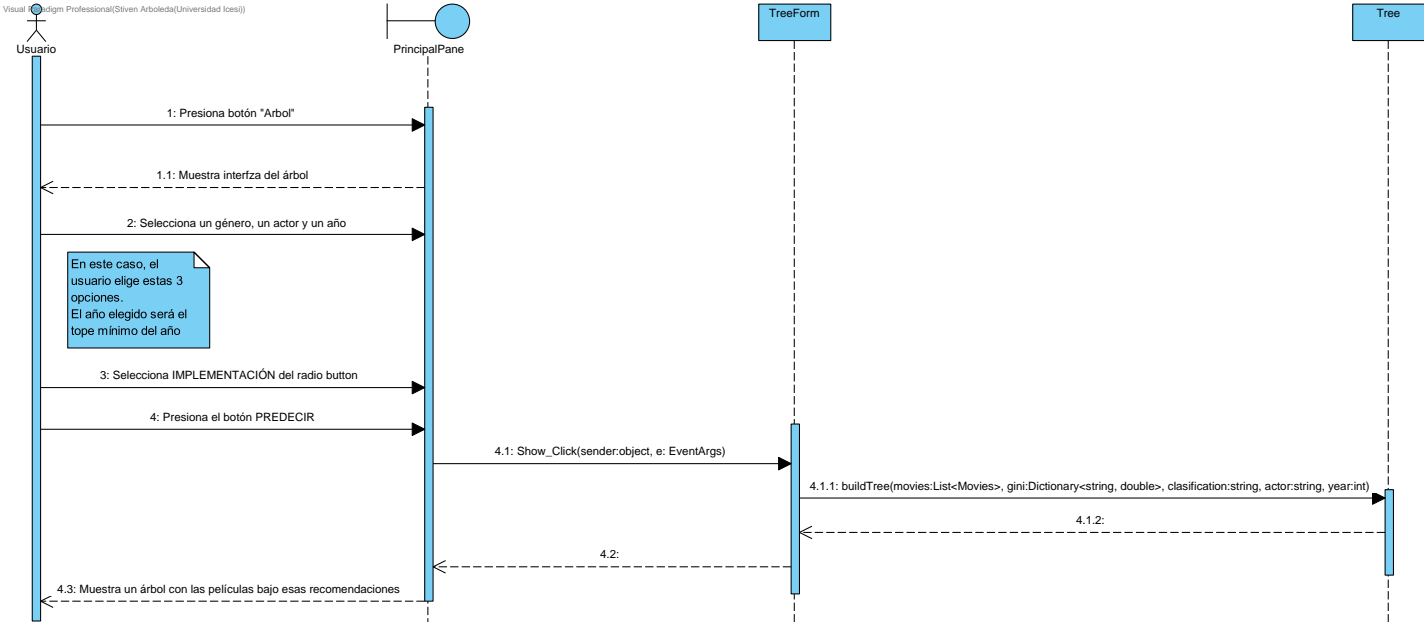 Visual Paradigm Professional(Stiven Arboleda(Universidad Icesi))
Usuario
PrincipalPane
TreeForm
Tree
1: Presiona botón "Arbol"
1.1: Muestra interfza del árbol
2: Selecciona un género, un actor y un año
En este caso, el
usuario elige estas 3
opciones.
El año elegido será el
tope mínimo del año
3: Selecciona IMPLEMENTACIÓN del radio button
4: Presiona el botón PREDECIR
4.1: Show_Click(sender:object, e: EventArgs)
4.1.1: buildTree(movies:List<Movies>, gini:Dictionary<string, double>, clasification:string, actor:string, year:int)
4.1.2:
4.2:
4.3: Muestra un árbol con las películas bajo esas recomendaciones